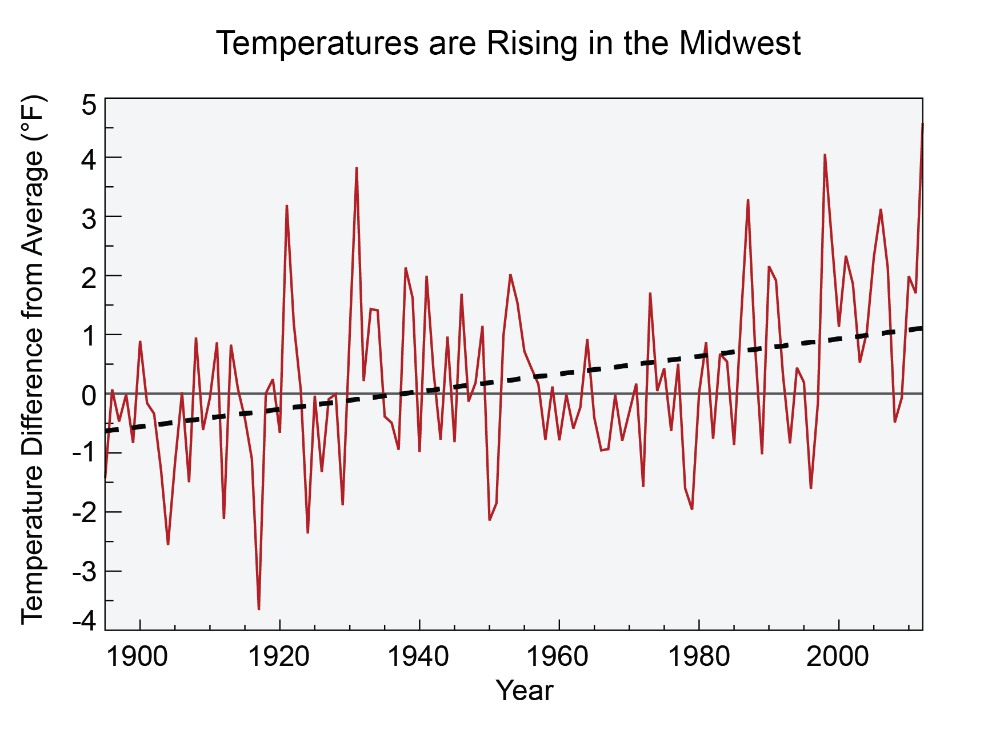 Temperatures are Rising in the Midwest
Temperature Difference from Average (°F)
5
4
3
2
1
0
-1
-2
-3
-4
1900 1920 1940 1960 1980 2000
Year